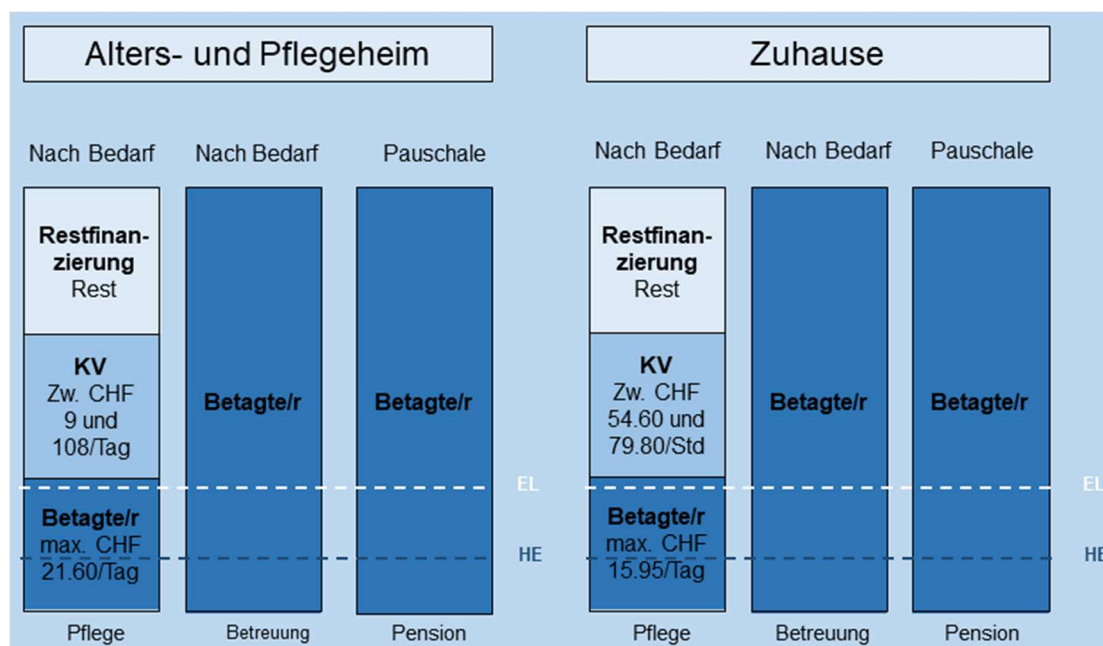 Alters- und Pflegeheim
Nach Bedarf
Nach Bedarf
Pauschale
Restfinan-
zierung
Rest
KV
Zw. CHF
9 und
108/Tag
Betagte/r
max. CHF
21.60/Tag
Betagte/r
Betagte/r
EL
HE
Pflege
Betreuung
Pension
Zuhause
Nach Bedarf
Nach Bedarf
Pauschale
Restfinan-
zierung
Rest
KV
Zw. CHF
54.60 und
79.80/Std
Betagte/r
max. CHF
15.95/Tag
Betagte/r
Betagte/r
EL
HE
Pflege
Betreuung
Pension